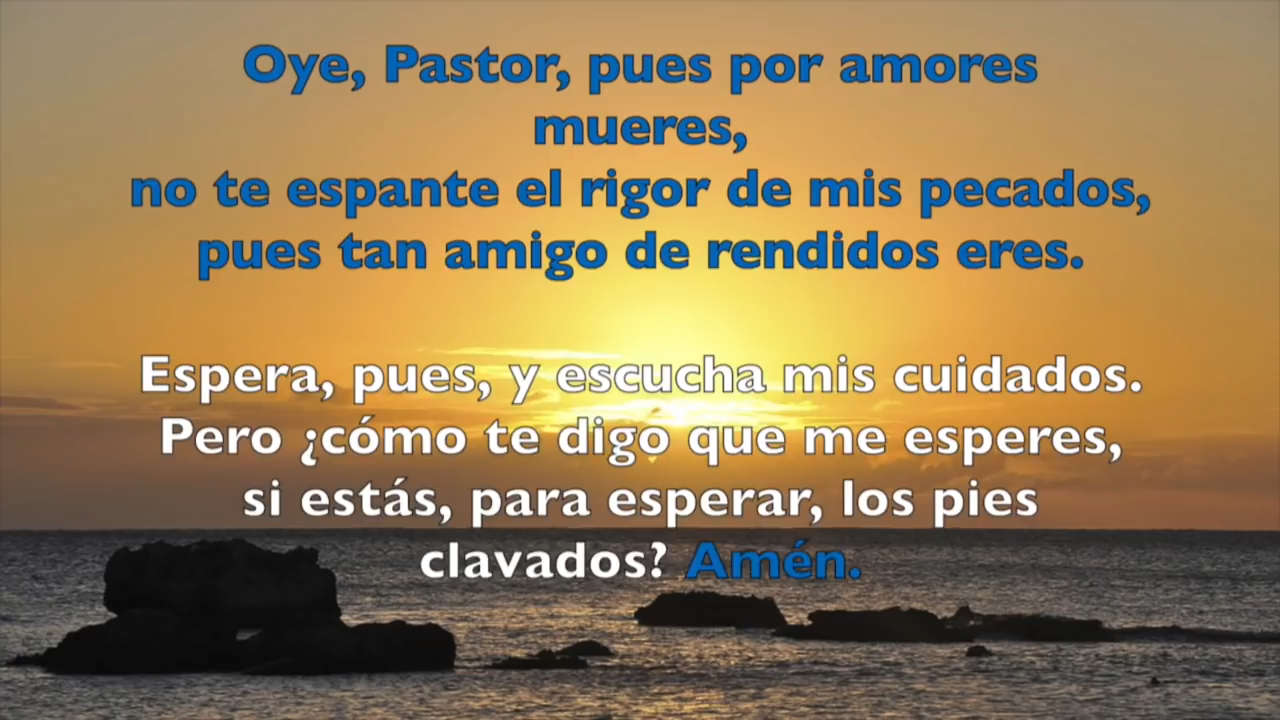 Oye, Pastor, pues por amores
mueres,
no te espante el rigor de mis pecados,
pues tan amigo de rendidos eres.
Espera, pues, y escucha mis cuidados.
Pero ¿cómo te digo que me esperes,
si estás, para esperar, los pies
clavados? Amén.